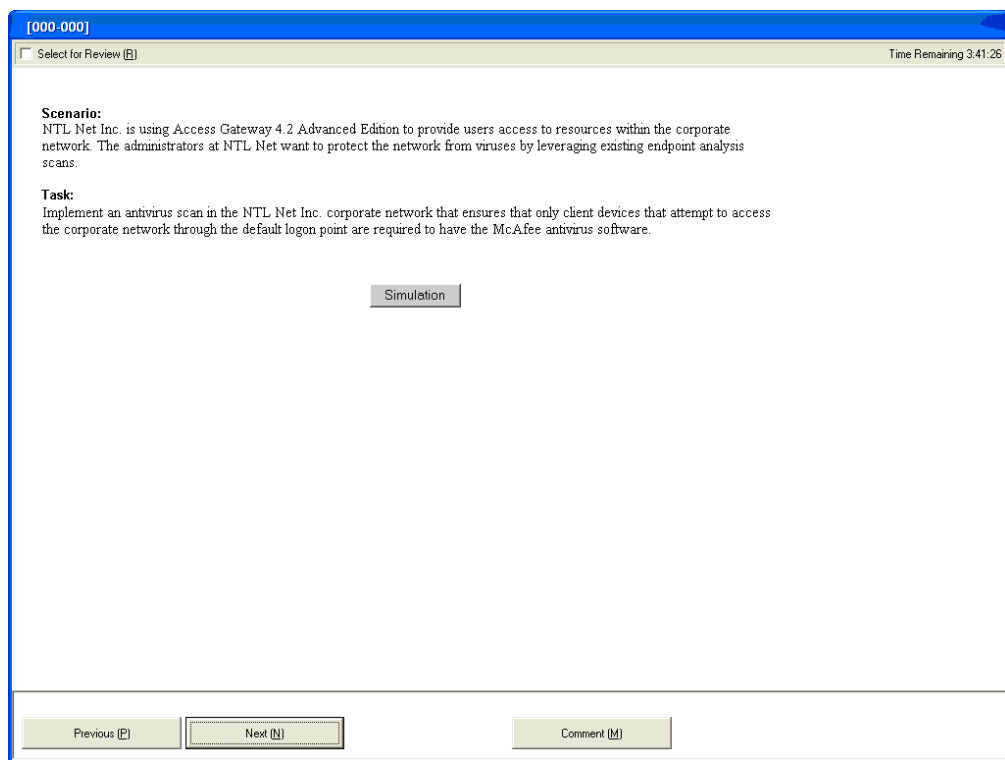 [000-000]
Select for Review (R)
Time Remaining 3:41:26
Scenario:
NTL Net Inc. is using Access Gateway 4.2 Advanced Edition to provide users access to resources within the corporate
network. The administrators at NTL Net want to protect the network from viruses by leveraging existing endpoint analysis
scans.
Task:
Implement an antivirus scan in the NTL Net Inc. corporate network that ensures that only client devices that attempt to access
the corporate network through the default logon point are required to have the McAfee antivirus software.
Simulation
Previous (P)
Next (N)
Comment (M)